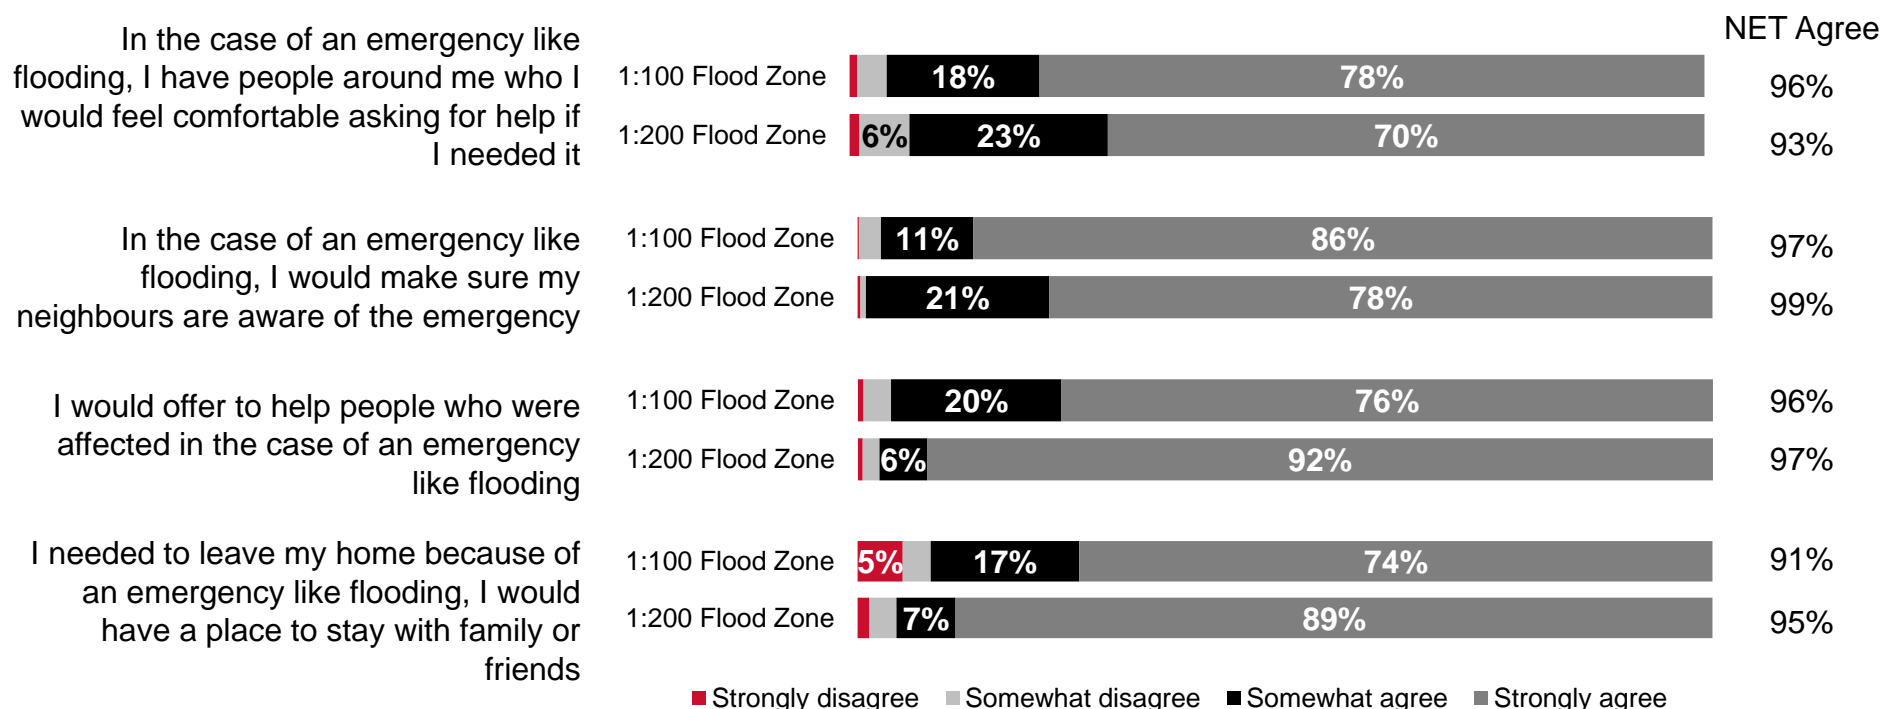 NET Agree
In the case of an emergency like
flooding, I have people around me who I
would feel comfortable asking for help if
I needed it
1:100 Flood Zone
18%
78%
96%
1:200 Flood Zone
6%
23%
70%
93%
In the case of an emergency like
flooding, I would make sure my
neighbours are aware of the emergency
1:100 Flood Zone
11%
86%
97%
1:200 Flood Zone
21%
78%
99%
I would offer to help people who were
affected in the case of an emergency
like flooding
1:100 Flood Zone
20%
76%
96%
1:200 Flood Zone
6%
92%
97%
I needed to leave my home because of
an emergency like flooding, I would
have a place to stay with family or
friends
1:100 Flood Zone
5%
17%
74%
91%
1:200 Flood Zone
7%
89%
95%
Strongly disagree
Somewhat disagree
Somewhat agree
Strongly agree